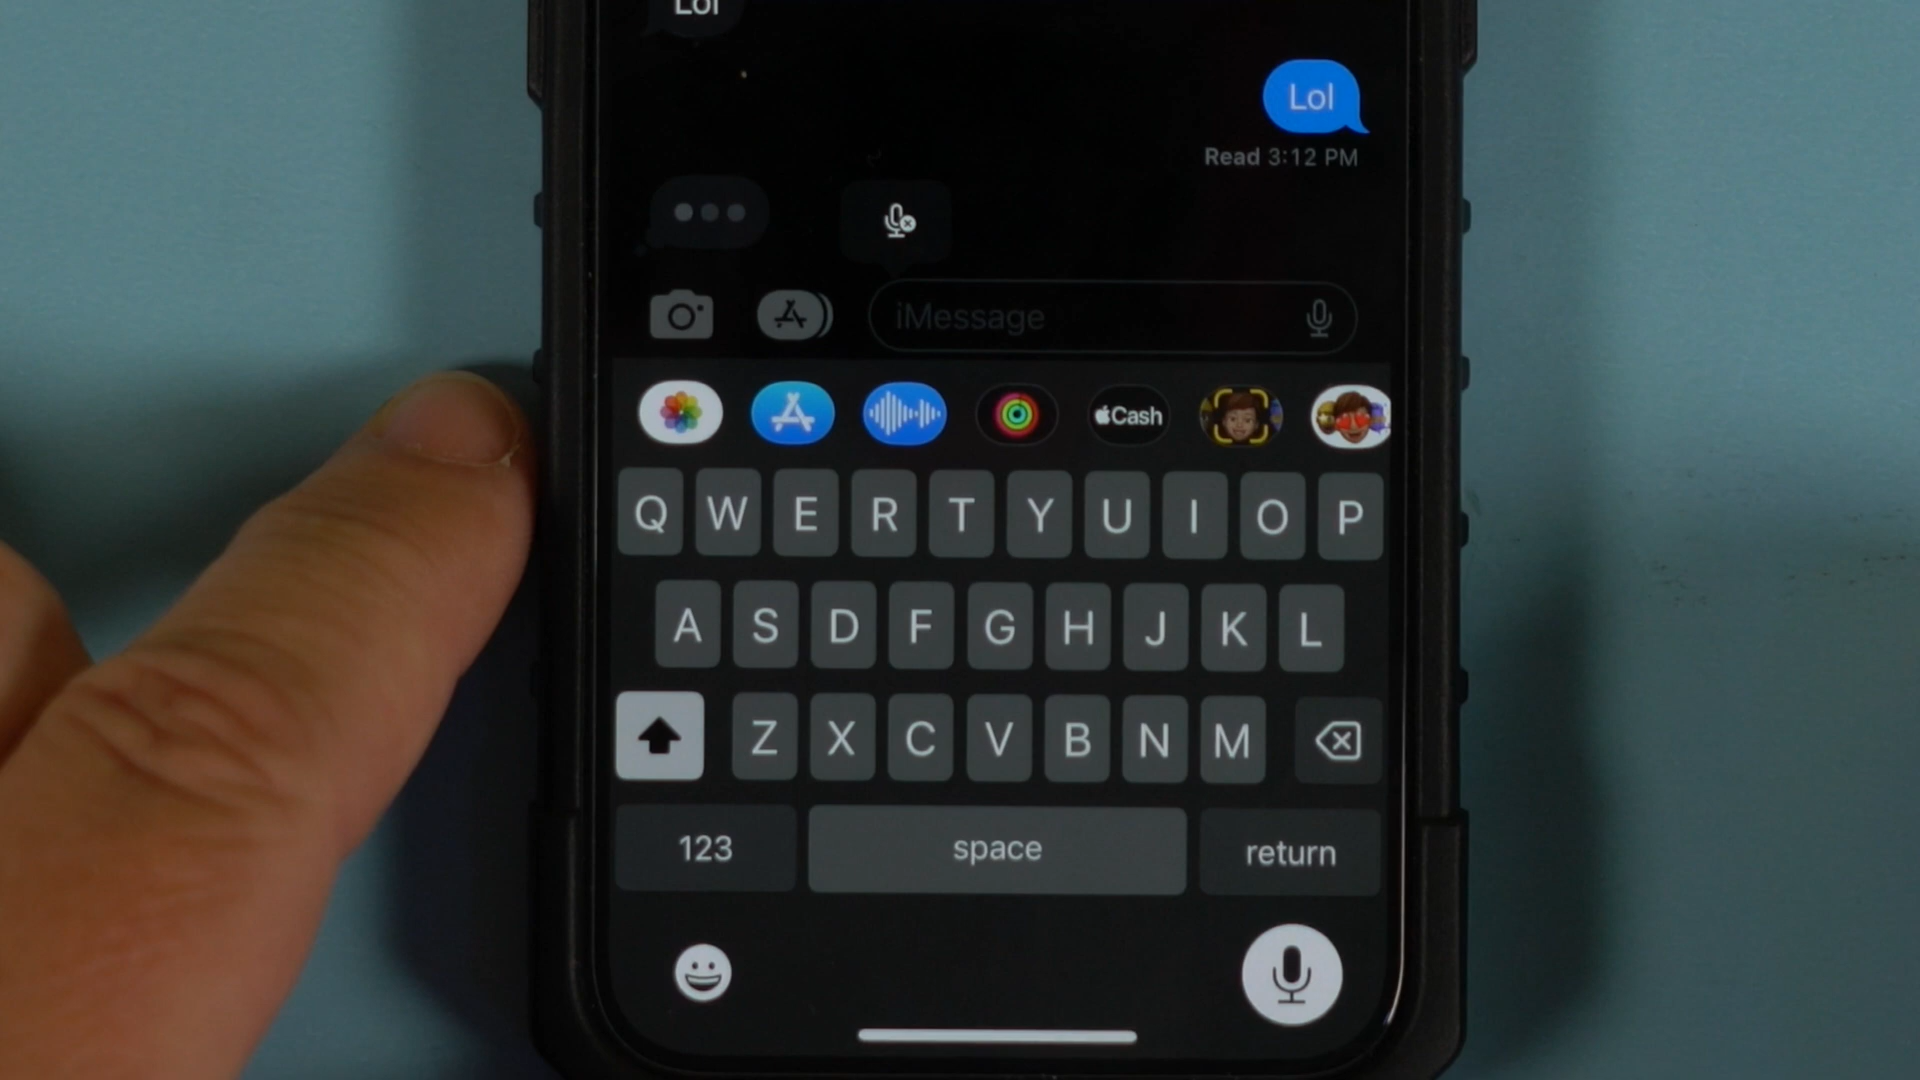 Lol
Lol
Read 3:12 PM
iMessage
Cash
Q W E R T Y U I O P
A S D F G H J K L
Z X C V B N M
123 space return